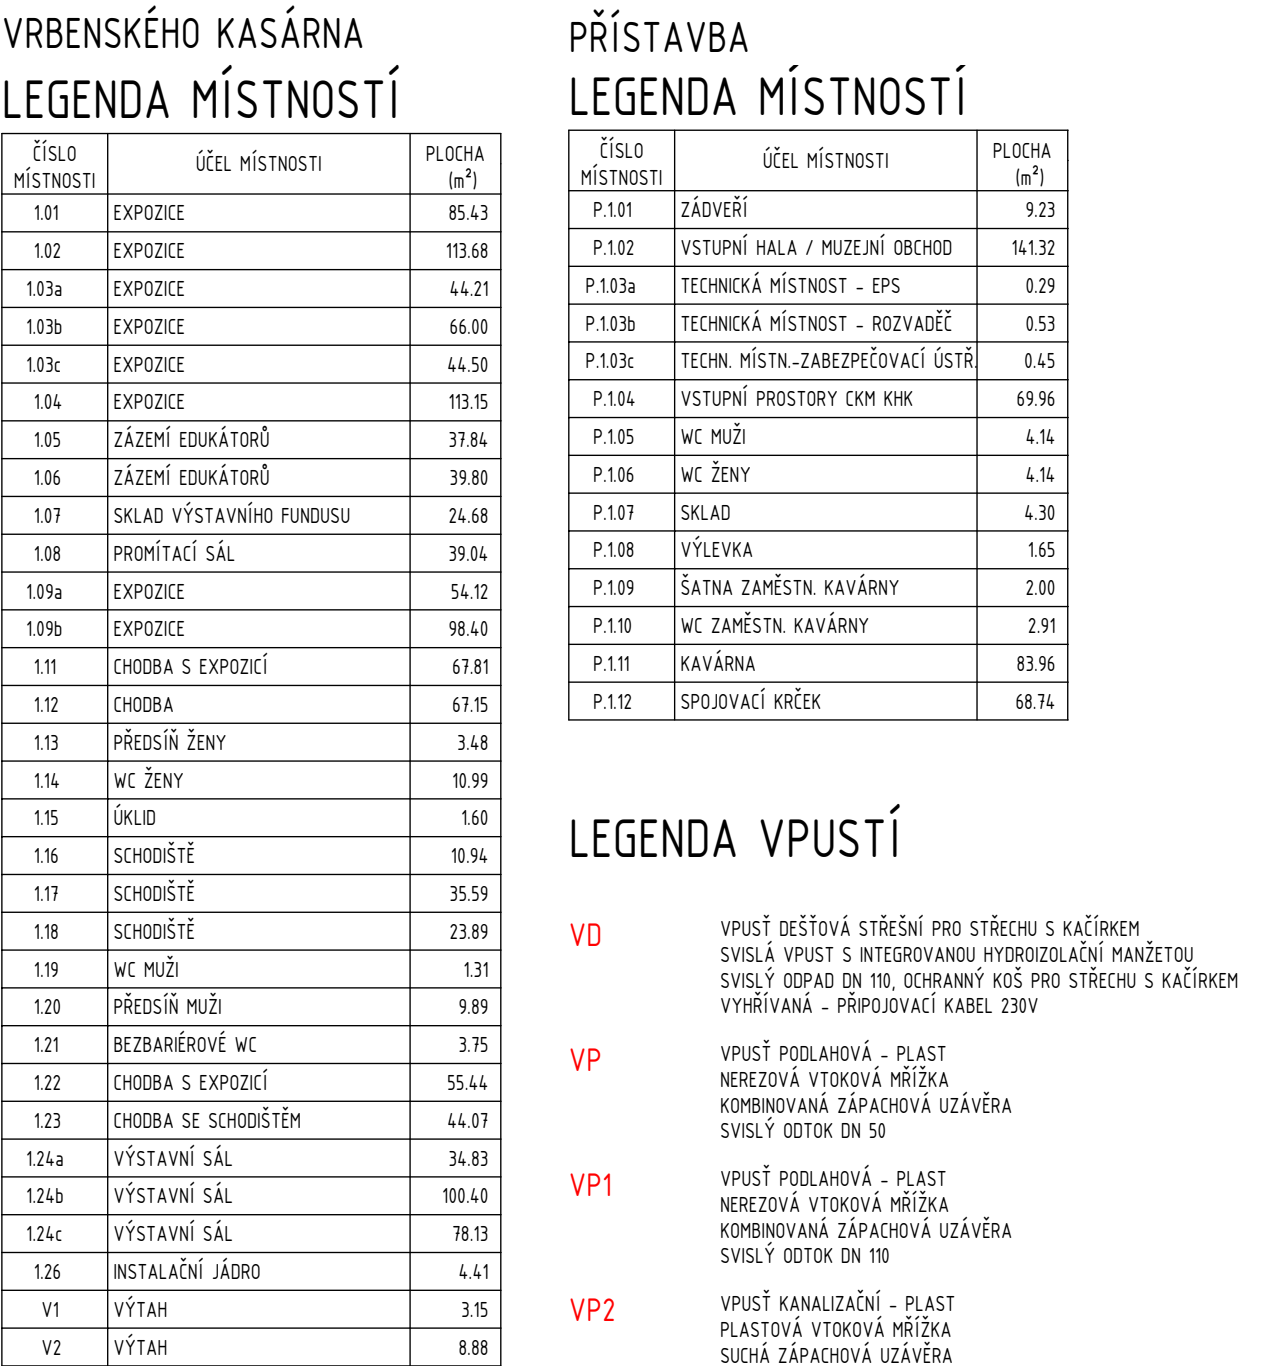 VRBENSKÉHO KASÁRNA
LEGENDA MÍSTNOSTÍ
ČÍSLO MÍSTNOSTI ÚČEL MÍSTNOSTI PLOCHA (m²)
1.01 EXPOZICE 85.43
1.02 EXPOZICE 113.68
1.03a EXPOZICE 44.21
1.03b EXPOZICE 66.00
1.03c EXPOZICE 44.50
1.04 EXPOZICE 113.15
1.05 ZÁZEMÍ EDUKÁTORŮ 37.84
1.06 ZÁZEMÍ EDUKÁTORŮ 39.80
1.07 SKLAD VÝSTAVNÍHO FUNDUSU 24.68
1.08 PROMÍTACÍ SÁL 39.04
1.09a EXPOZICE 54.12
1.09b EXPOZICE 98.40
1.11 CHODBA S EXPOZICÍ 67.81
1.12 CHODBA 67.15
1.13 PŘEDSÍŇ ŽENY 3.48
1.14 WC ŽENY 10.99
1.15 ÚKLID 1.60
1.16 SCHODIŠTĚ 10.94
1.17 SCHODIŠTĚ 35.59
1.18 SCHODIŠTĚ 23.89
1.19 WC MUŽI 1.31
1.20 PŘEDSÍŇ MUŽI 9.89
1.21 BEZBARIÉROVÉ WC 3.75
1.22 CHODBA S EXPOZICÍ 55.44
1.23 CHODBA SE SCHODIŠTĚM 44.07
1.24a VÝSTAVNÍ SÁL 34.83
1.24b VÝSTAVNÍ SÁL 100.40
1.24c VÝSTAVNÍ SÁL 78.13
1.26 INSTALAČNÍ JÁDRO 4.41
V1 VÝTAH 3.15
V2 VÝTAH 8.88
PŘÍSTAVBA
LEGENDA MÍSTNOSTÍ
ČÍSLO MÍSTNOSTI ÚČEL MÍSTNOSTI PLOCHA (m²)
P.1.01 ZÁDVEŘÍ 9.23
P.1.02 VSTUPNÍ HALA / MUZEJNÍ OBCHOD 141.32
P.1.03a TECHNICKÁ MÍSTNOST - EPS 0.29
P.1.03b TECHNICKÁ MÍSTNOST - ROZVADĚČ 0.53
P.1.03c TECHN. MÍSTN.-ZABEZPEČOVACÍ ÚSTŘ. 0.45
P.1.04 VSTUPNÍ PROSTORY CKM KHK 69.96
P.1.05 WC MUŽI 4.14
P.1.06 WC ŽENY 4.14
P.1.07 SKLAD 4.30
P.1.08 VÝLEVKA 1.65
P.1.09 ŠATNA ZAMĚSTN. KAVÁRNY 2.00
P.1.10 WC ZAMĚSTN. KAVÁRNY 2.91
P.1.11 KAVÁRNA 83.96
P.1.12 SPOJOVACÍ KRČEK 68.74
LEGENDA VPUSTÍ
VD VPUSŤ DEŠŤOVÁ STŘEŠNÍ PRO STŘECHU S KAČÍRKEM
SVISLÁ VPUST S INTEGROVANOU HYDROIZOLAČNÍ MANŽETOU
SVISLÝ ODPAD DN 110, OCHRANNÝ KOŠ PRO STŘECHU S KAČÍRKEM
VYHŘÍVANÁ - PŘIPOJOVACÍ KABEL 230V
VP VPUSŤ PODLAHOVÁ - PLAST
NEREZOVÁ VTOKOVÁ MŘÍŽKA
KOMBINOVANÁ ZÁPACHOVÁ UZÁVĚRA
SVISLÝ ODTOK DN 50
VP1 VPUSŤ PODLAHOVÁ - PLAST
NEREZOVÁ VTOKOVÁ MŘÍŽKA
KOMBINOVANÁ ZÁPACHOVÁ UZÁVĚRA
SVISLÝ ODTOK DN 110
VP2 VPUSŤ KANALIZAČNÍ - PLAST
PLASTOVÁ VTOKOVÁ MŘÍŽKA
SUCHÁ ZÁPACHOVÁ UZÁVĚRA